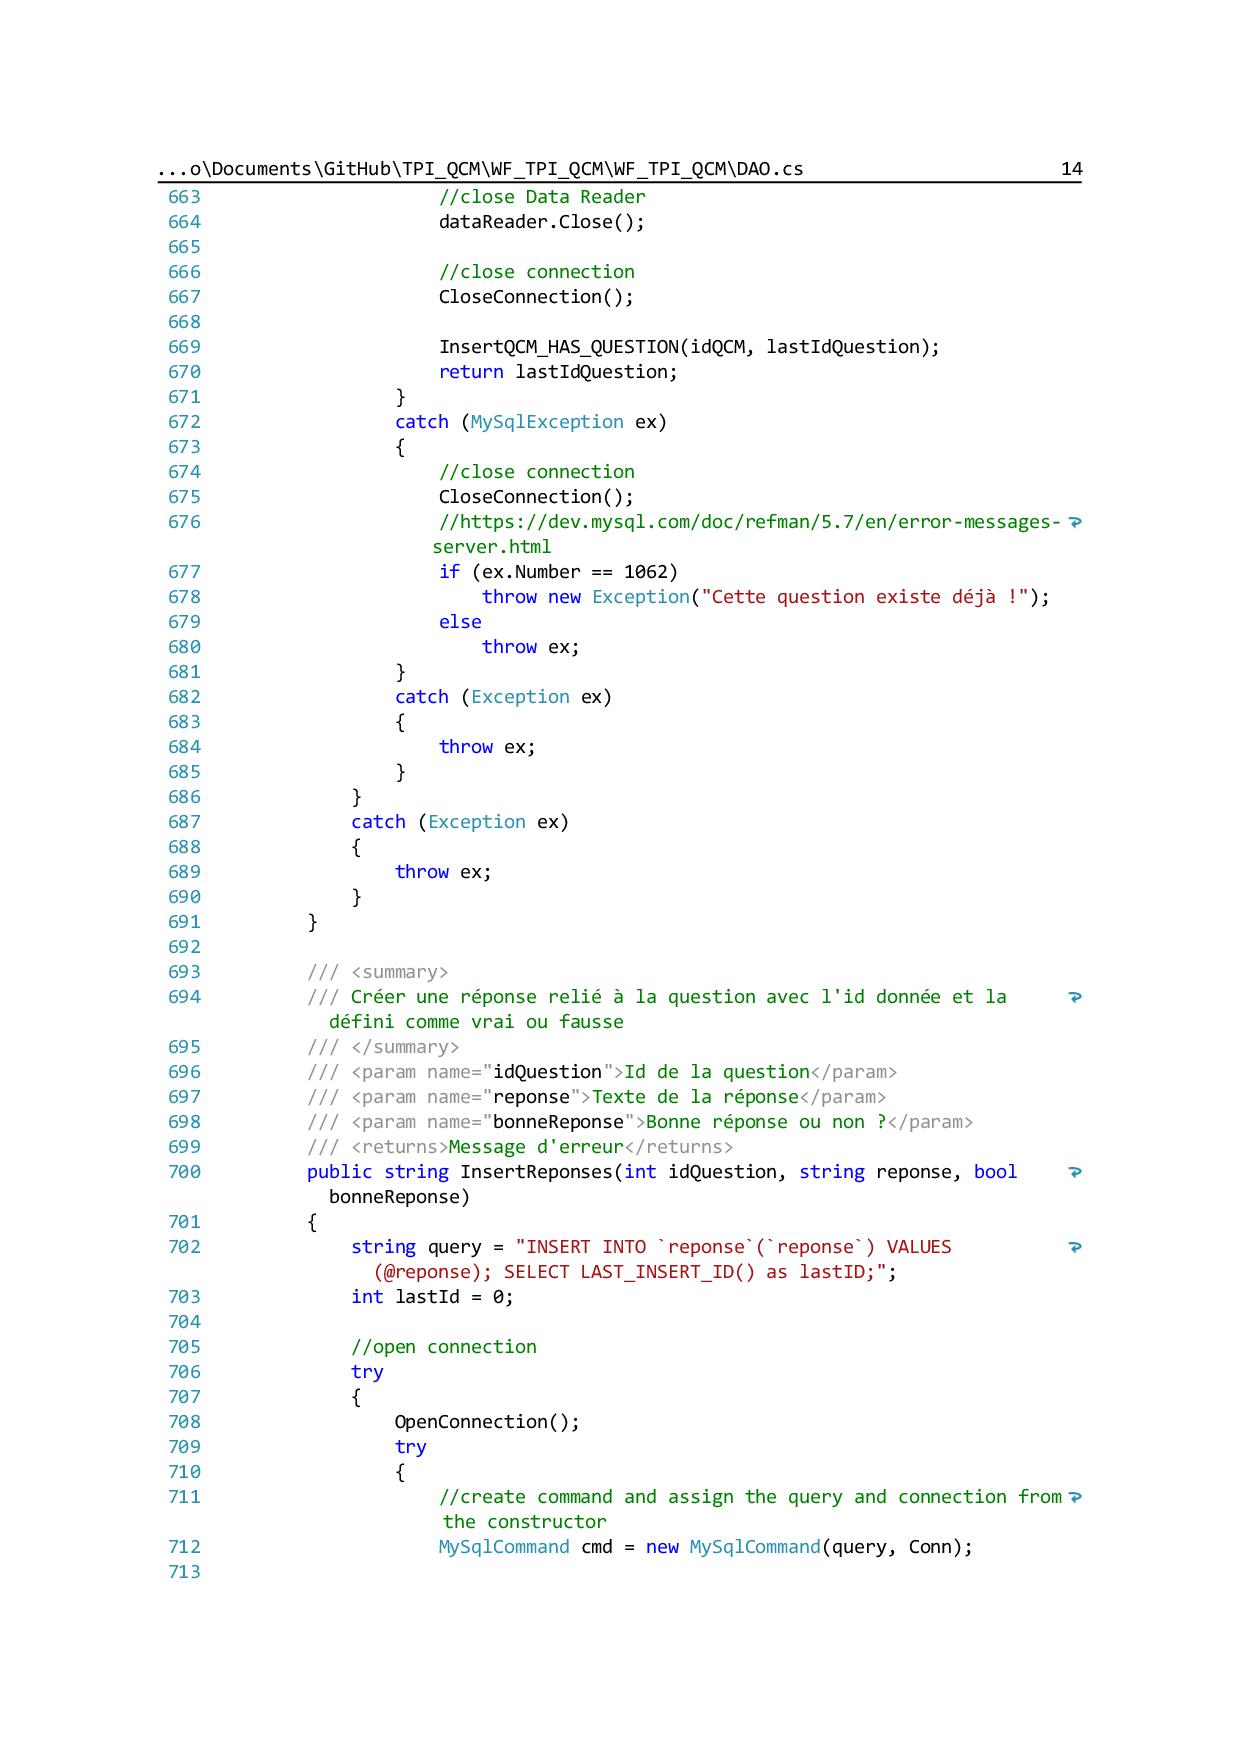 ...o\Documents\GitHub\TPI_QCM\WF_TPI_QCM\WF_TPI_QCM\DAO.cs 14
663 //close Data Reader
664 dataReader.Close();
665
666 //close connection
667 CloseConnection();
668
669 InsertQCM_HAS_QUESTION(idQCM, lastIdQuestion);
670 return lastIdQuestion;
671 }
672 catch (MySqlException ex)
673 {
674 //close connection
675 CloseConnection();
676 //https://dev.mysql.com/doc/refman/5.7/en/error-messages-
server.html
677 if (ex.Number == 1062)
678 throw new Exception("Cette question existe déjà !");
679 else
680 throw ex;
681 }
682 catch (Exception ex)
683 {
684 throw ex;
685 }
686 }
687 catch (Exception ex)
688 {
689 throw ex;
690 }
691 }
692
693 /// <summary>
694 /// Créer une réponse relié à la question avec l'id donnée et la
défini comme vrai ou fausse
695 /// </summary>
696 /// <param name="idQuestion">Id de la question</param>
697 /// <param name="reponse">Texte de la réponse</param>
698 /// <param name="bonneReponse">Bonne réponse ou non ?</param>
699 /// <returns>Message d'erreur</returns>
700 public string InsertReponses(int idQuestion, string reponse, bool
bonneReponse)
701 {
702 string query = "INSERT INTO `reponse`(`reponse`) VALUES
(@reponse); SELECT LAST_INSERT_ID() as lastID;";
703 int lastId = 0;
704
705 //open connection
706 try
707 {
708 OpenConnection();
709 try
710 {
711 //create command and assign the query and connection from
the constructor
712 MySqlCommand cmd = new MySqlCommand(query, Conn);
713